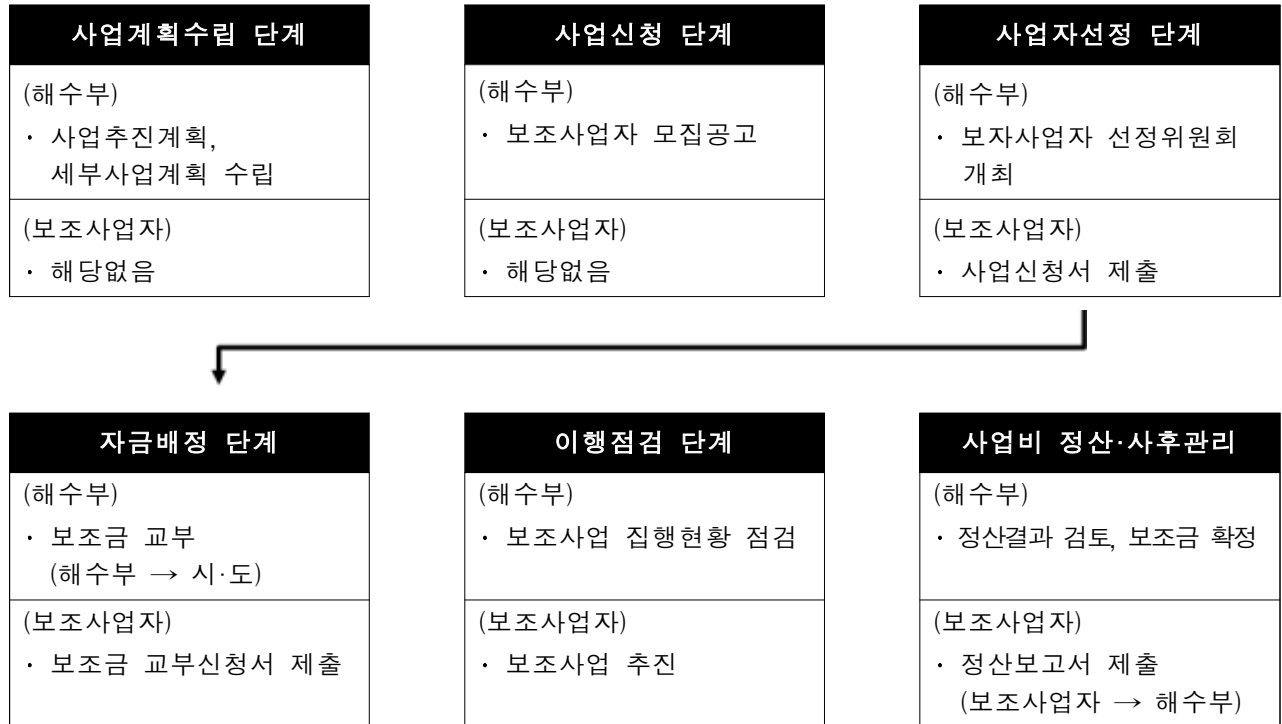 사업계획수립 단계
(해수부)
· 사업추진계획,
세부사업계획 수립
(보조사업자)
· 해당없음
사업신청 단계
(해수부)
· 보조사업자 모집공고
(보조사업자)
· 해당없음
사업자선정 단계
(해수부)
· 보자사업자 선정위원회
개최
(보조사업자)
· 사업신청서 제출
자금배정 단계
(해수부)
· 보조금 교부
(해수부 → 시·도)
(보조사업자)
· 보조금 교부신청서 제출
이행점검 단계
(해수부)
· 보조사업 집행현황 점검
(보조사업자)
· 보조사업 추진
사업비 정산·사후관리
(해수부)
· 정산결과 검토, 보조금 확정
(보조사업자)
· 정산보고서 제출
(보조사업자 → 해수부)